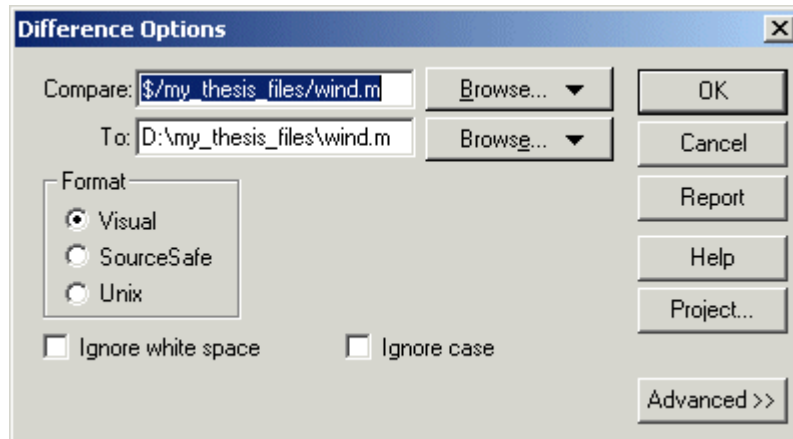 Difference Options
Compare: $/my_thesis_files/wind.m Browse... OK
To: D:\my_thesis_files\wind.m Browse... Cancel
Format Report
Visual
SourceSafe Help
Unix Project...
Ignore white space Ignore case
Advanced >>